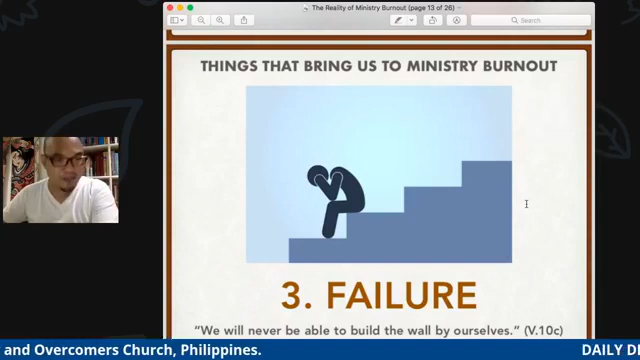 The Reality of Ministry Burnout (page 13 of 26)
Search
THINGS THAT BRING US TO MINISTRY BURNOUT
3. FAILURE
"We will never be able to build the wall by ourselves." (V.10c)
and Overcomers Church, Philippines.
DAILY D